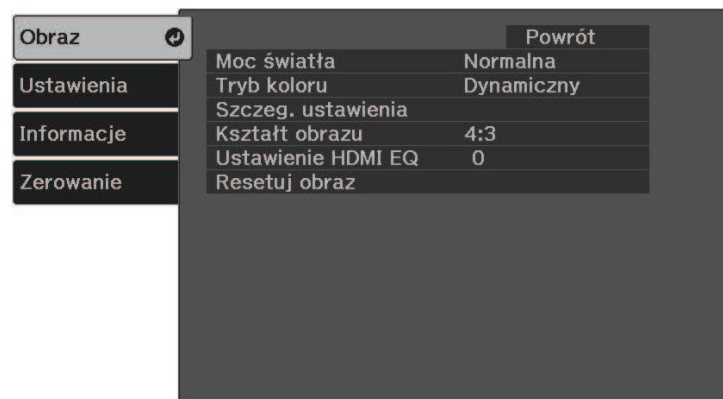 Obraz
Ustawienia
Informacje
Zerowanie
Powrót
Moc światła Normalna
Tryb koloru Dynamiczny
Szczeg. ustawienia
Kształt obrazu 4:3
Ustawienie HDMI EQ 0
Resetuj obraz